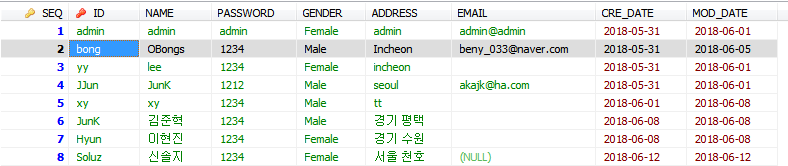 SEQ ID NAME PASSWORD GENDER ADDRESS EMAIL CRE_DATE MOD_DATE
1 admin admin admin Female admin admin@admin 2018-05-31 2018-06-01
2 bong OBongs 1234 Male Incheon beny_033@naver.com 2018-05-31 2018-06-05
3 yy lee 1234 Female incheon 2018-05-31 2018-06-01
4 JJun JunK 1212 Male seoul akajk@ha.com 2018-05-31 2018-06-01
5 xy xy 1234 Male tt 2018-06-01 2018-06-08
6 JunK 김준혁 1234 Male 경기 평택 2018-06-08 2018-06-08
7 Hyun 이현진 1234 Female 경기 수원 2018-06-08 2018-06-08
8 Soluz 신솔지 1234 Female 서울 천호 (NULL) 2018-06-12 2018-06-12